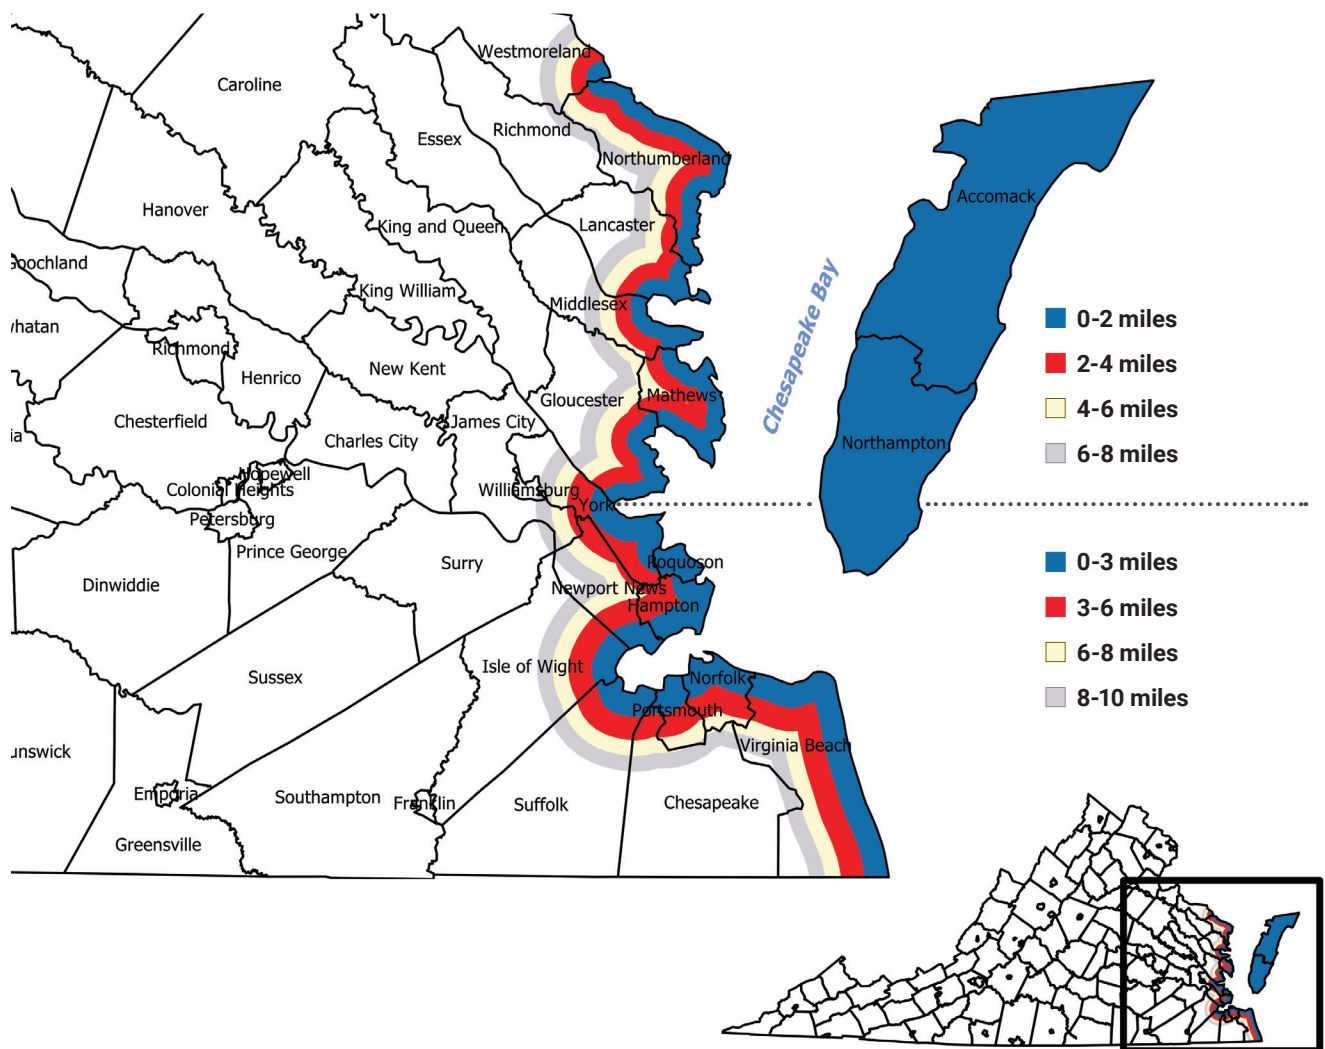 Westmoreland
Caroline
Richmond
Essex
Northumberland
Accomack
Hanover
Lancaster
King and Queen
Goochland
King William
Middlesex
Chesapeake Bay
0-2 miles
whatan
Richmond
2-4 miles
New Kent
Henrico
Mathews
Gloucester
4-6 miles
Chesterfield
James City
ia
Charles City
Northampton
6-8 miles
Hopewell
Colonial Heights
Williamsburg
York
Petersburg
Prince George
Surry
Poquoson
0-3 miles
Dinwiddie
Newport News
Hampton
3-6 miles
6-8 miles
Isle of Wight
Sussex
Norfolk
8-10 miles
Portsmouth
Virginia Beach
unswick
Emporia
Southampton
Franklin
Suffolk
Chesapeake
Greensville